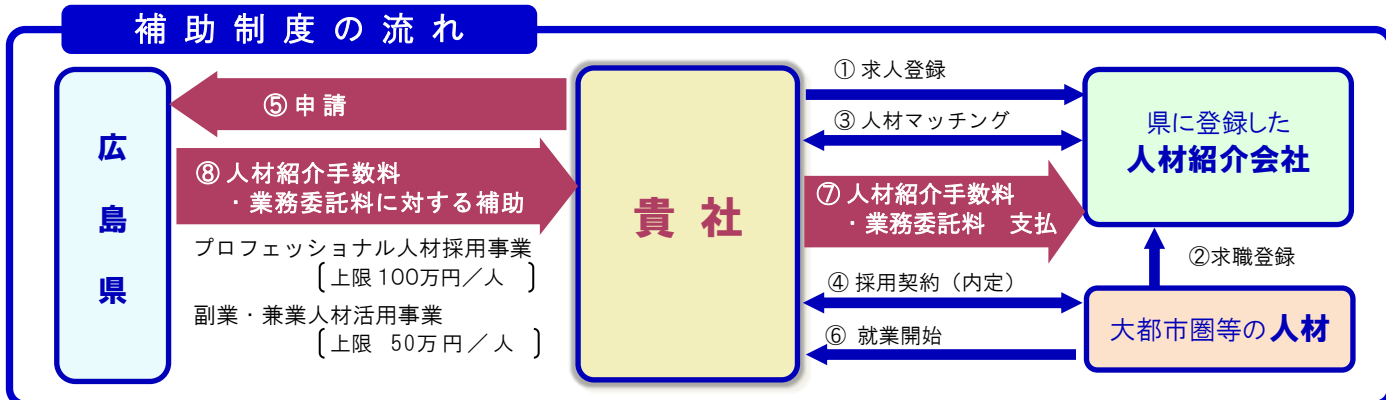 補助制度の流れ
広島県
⑤申請
⑧人材紹介手数料
・業務委託料に対する補助
プロフェッショナル人材採用事業
〔上限100万円／人〕
副業・兼業人材活用事業
〔上限 50万円／人〕
貴社
①求人登録
③人材マッチング
⑦人材紹介手数料
・業務委託料 支払
④採用契約（内定）
⑥ 就業開始
県に登録した
人材紹介会社
②求職登録
大都市圏等の人材